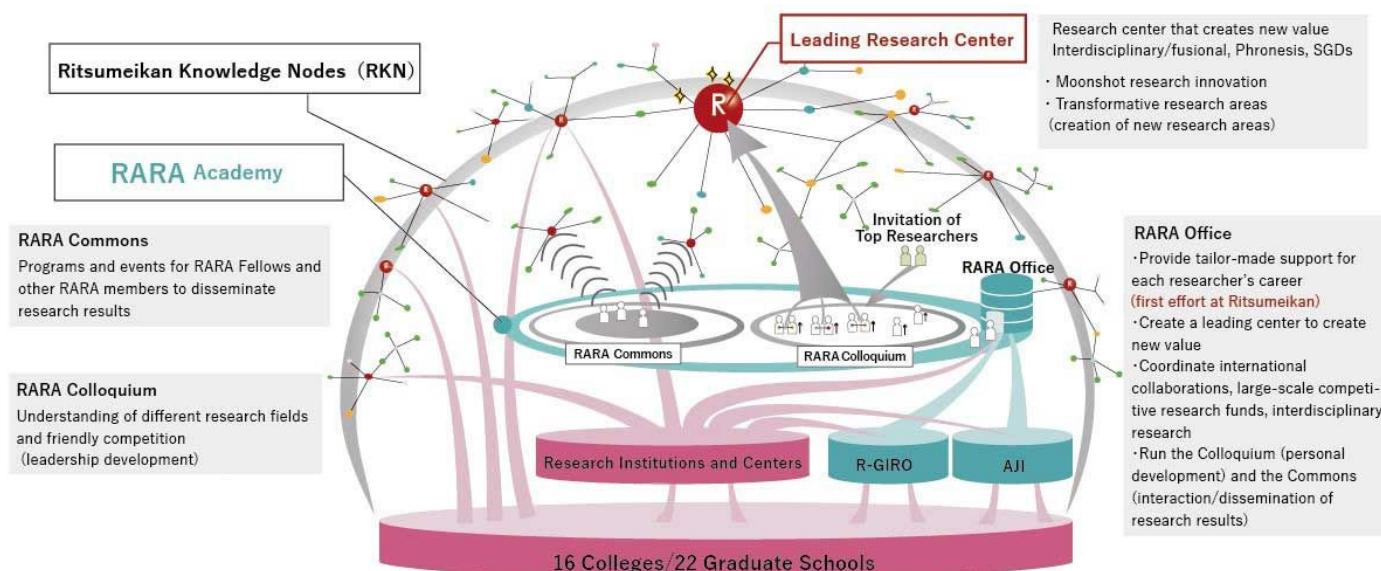 Ritsumeikan Knowledge Nodes（RKN）
RARA Academy
RARA Commons
Programs and events for RARA Fellows and
other RARA members to disseminate
research results
RARA Colloquium
Understanding of different research fields
and friendly competition
（leadership development）
Leading Research Center
R
Research center that creates new value
Interdisciplinary/fusional, Phronesis, SGDs
・Moonshot research innovation
・Transformative research areas
(creation of new research areas)
R
R
R
R
R
R
Invitation of
Top Researchers
RARA Office
RARA Commons
RARA Colloquium
RARA Office
・Provide tailor-made support for
each researcher's career
(first effort at Ritsumeikan)
・Create a leading center to create
new value
・Coordinate international
collaborations, large-scale competi-
tive research funds, interdisciplinary
research
・Run the Colloquium (personal
development) and the Commons
(interaction/dissemination of
research results)
Research Institutions and Centers
R-GIRO
AJI
16 Colleges/22 Graduate Schools